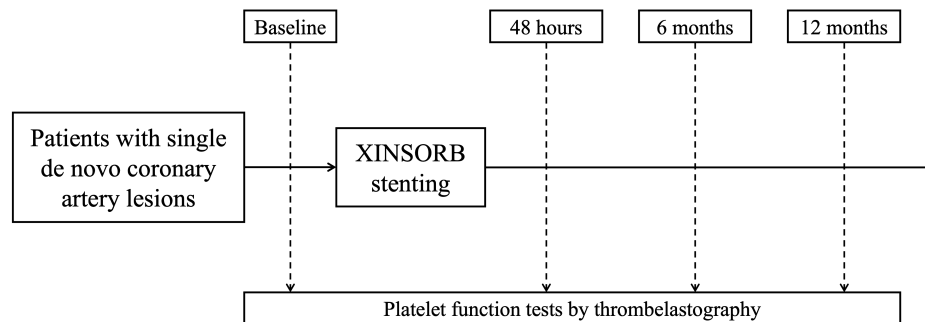 Baseline
48 hours
6 months
12 months
Patients with single
de novo coronary
artery lesions
XINSORB
stenting
Platelet function tests by thrombelastography